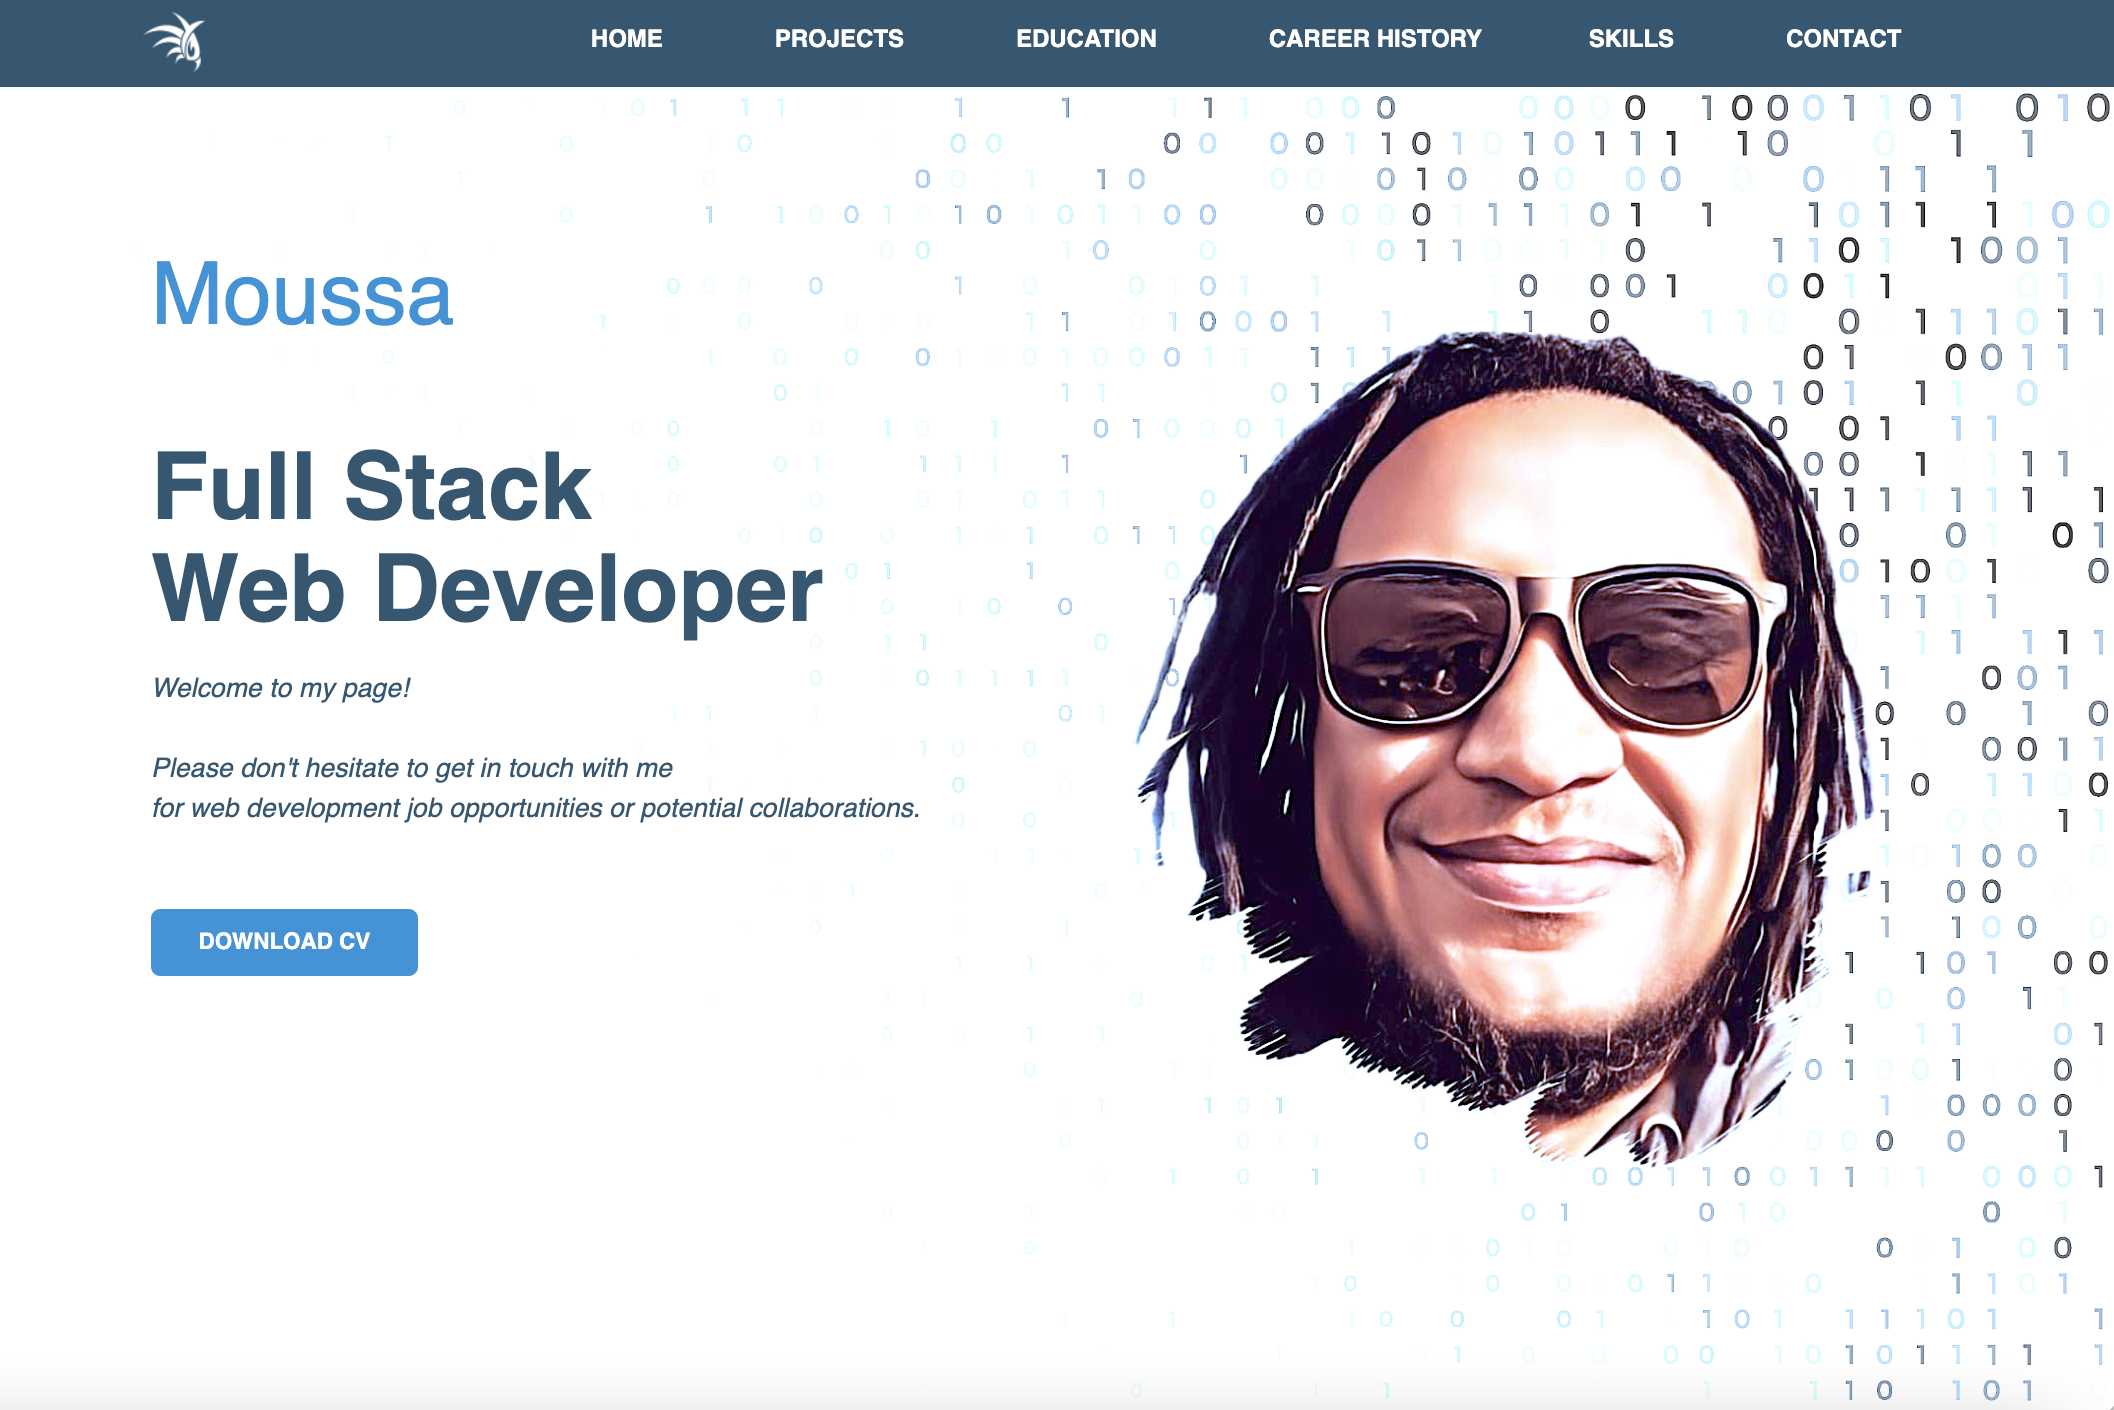 HOME PROJECTS EDUCATION CAREER HISTORY SKILLS CONTACT
Moussa
Full Stack
Web Developer
Welcome to my page!
Please don't hesitate to get in touch with me
for web development job opportunities or potential collaborations.
DOWNLOAD CV